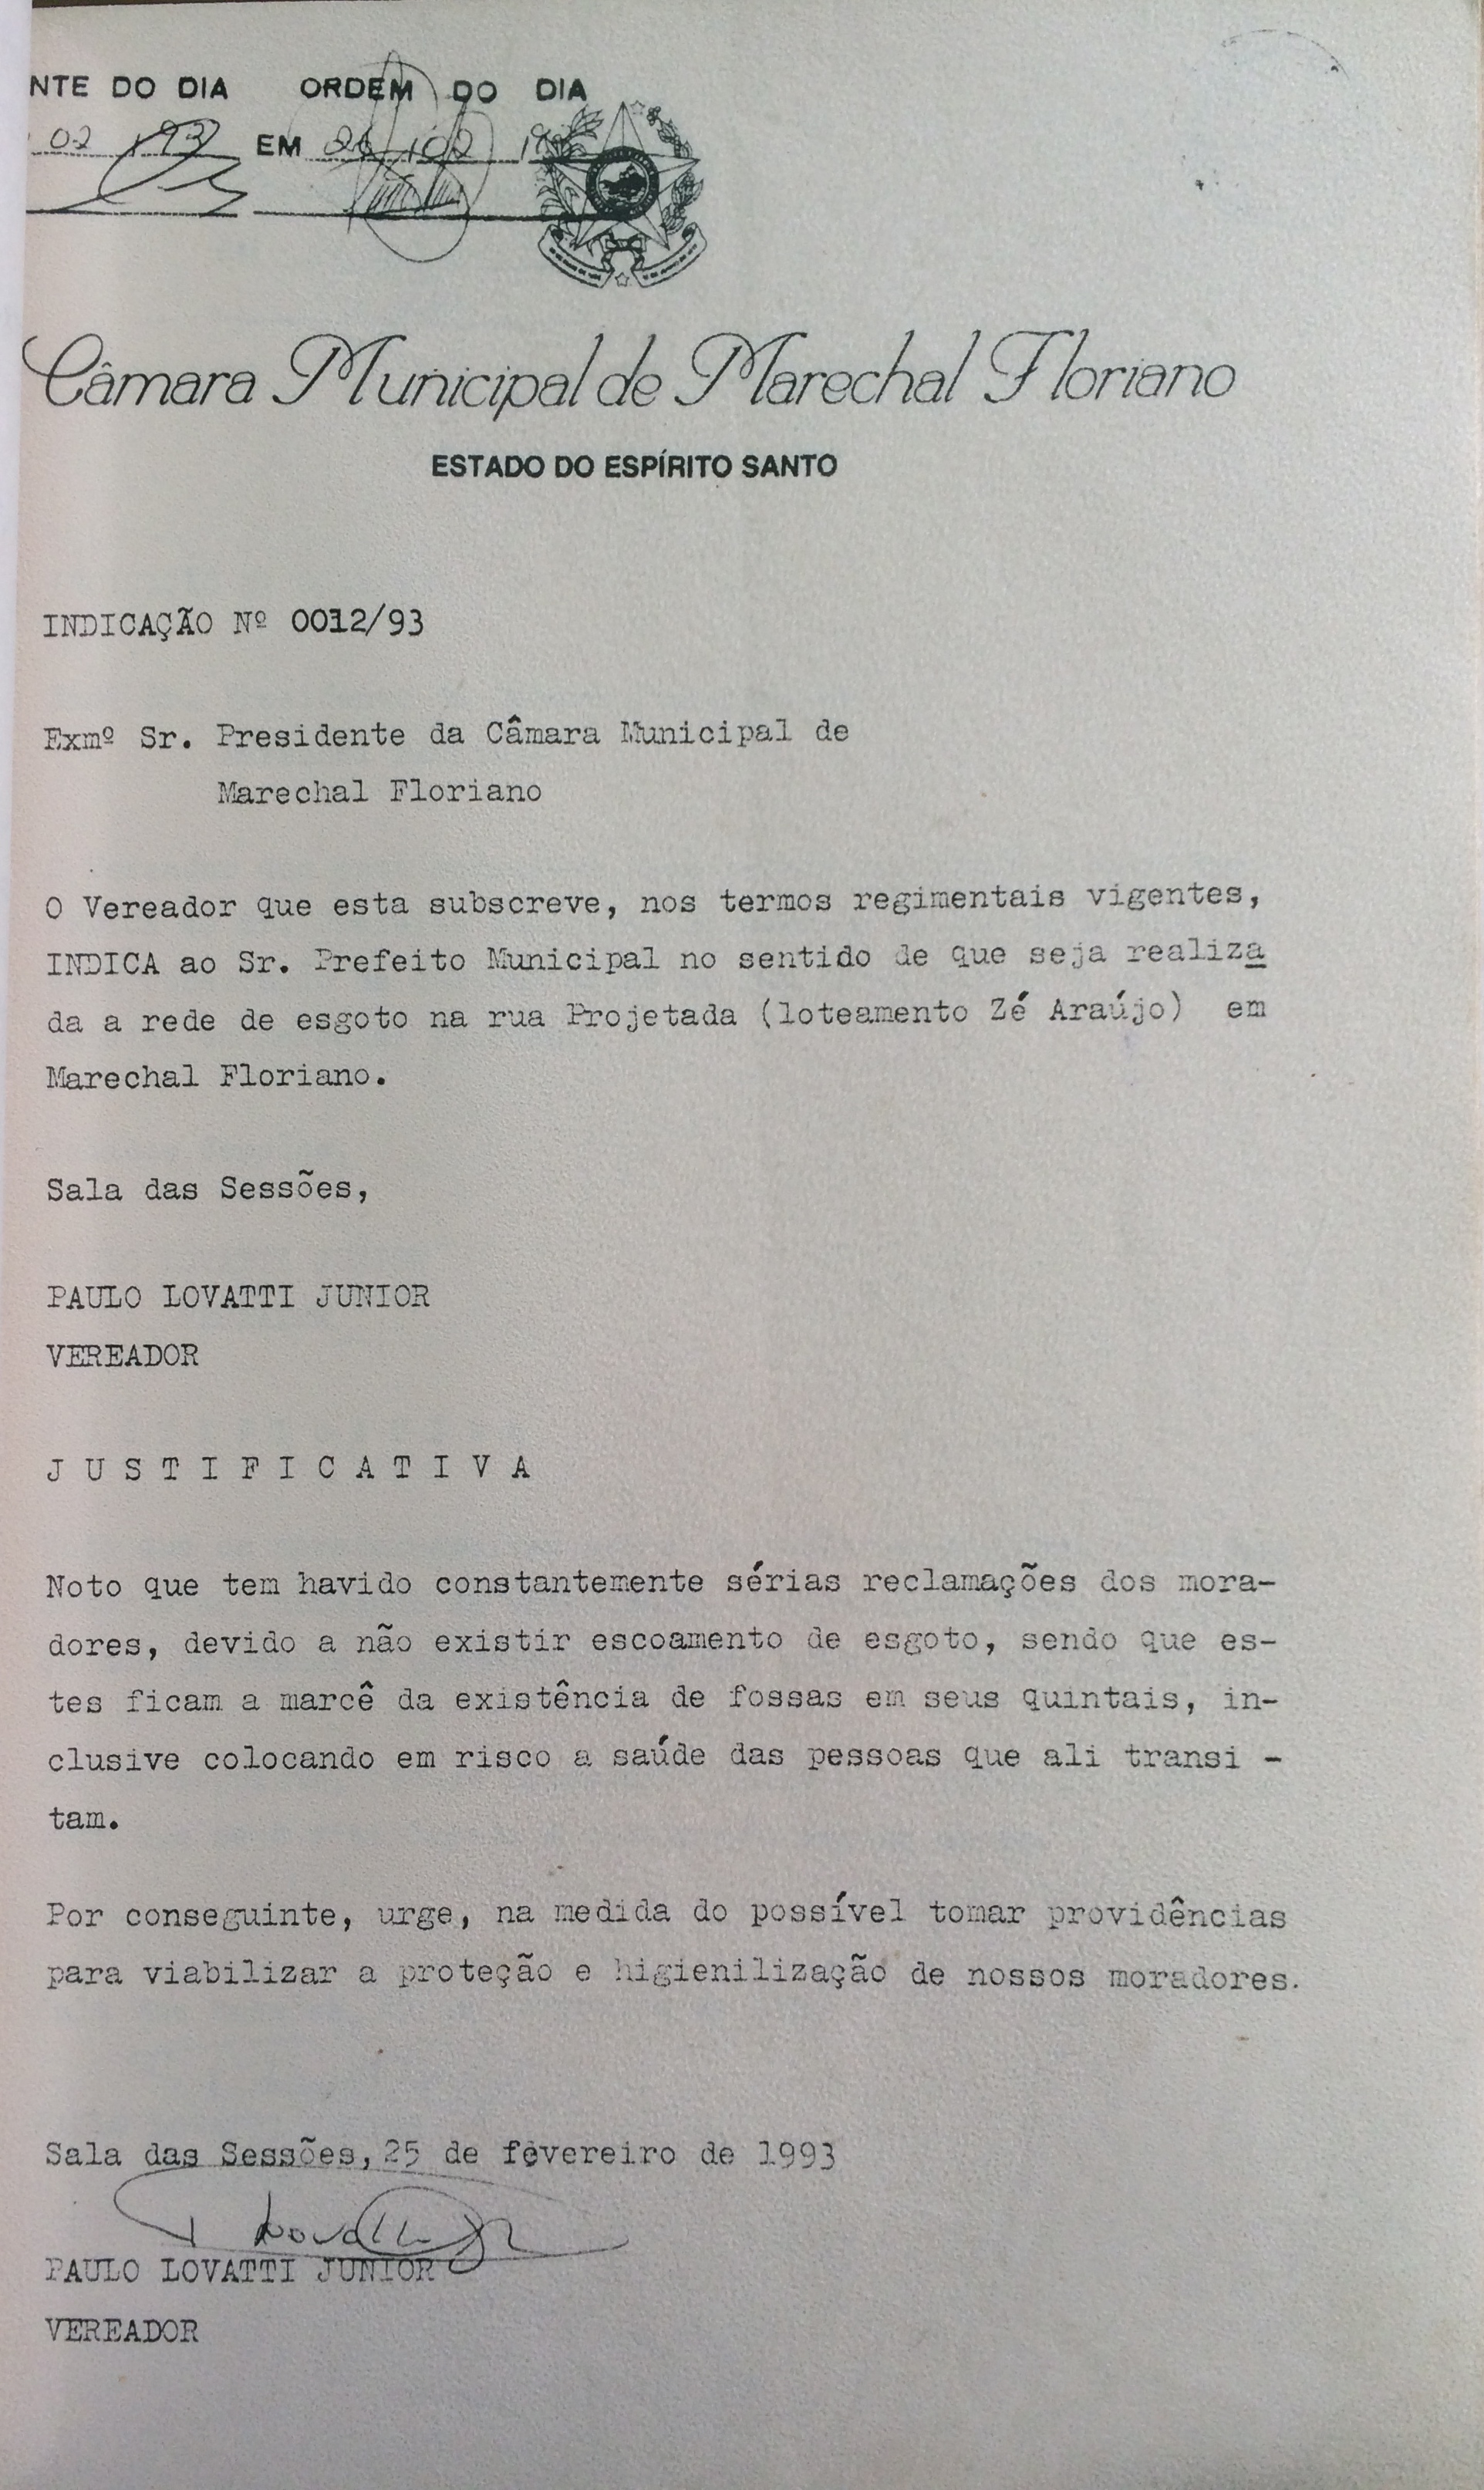 NTE DO DIA ORDEM DO DIA
02 / 93 EM 26 / 02 / 9
Câmara Municipal de Marechal Floriano
ESTADO DO ESPÍRITO SANTO
INDICAÇÃO Nº 0012/93
Exmº Sr. Presidente da Câmara Municipal de
Marechal Floriano
O Vereador que esta subscreve, nos termos regimentais vigentes,
INDICA ao Sr. Prefeito Municipal no sentido de que seja realiza
da a rede de esgoto na rua Projetada (loteamento Zé Araújo) em
Marechal Floriano.
Sala das Sessões,
PAULO LOVATTI JUNIOR
VEREADOR
J U S T I F I C A T I V A
Noto que tem havido constantemente sérias reclamações dos mora-
dores, devido a não existir escoamento de esgoto, sendo que es-
tes ficam a marcê da existência de fossas em seus quintais, in-
clusive colocando em risco a saúde das pessoas que ali transi -
tam.
Por conseguinte, urge, na medida do possível tomar providências
para viabilizar a proteção e higienilização de nossos moradores.
Sala das Sessões, 25 de fevereiro de 1993
PAULO LOVATTI JUNIOR
VEREADOR